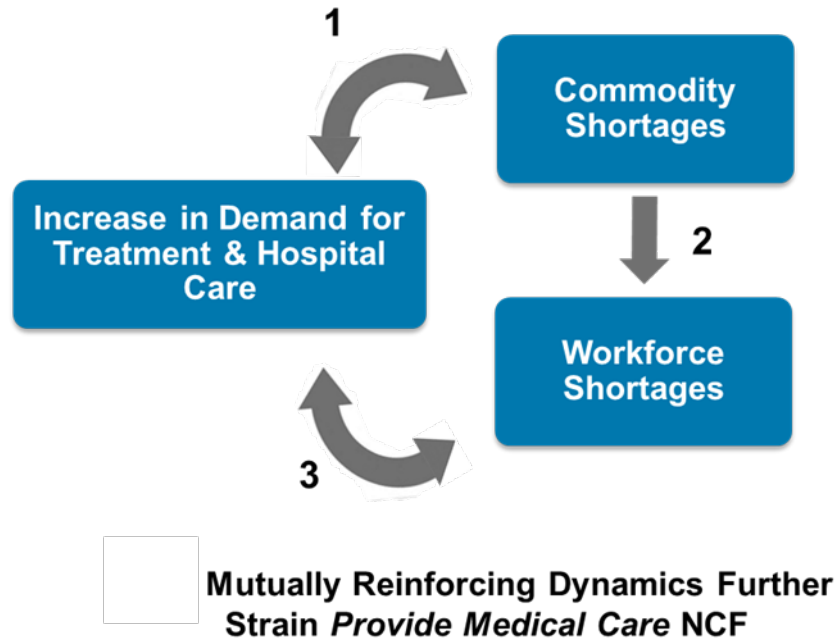 1
Commodity
Shortages
Increase in Demand for
Treatment & Hospital
Care
2
Workforce
Shortages
3
Mutually Reinforcing Dynamics Further
Strain Provide Medical Care NCF